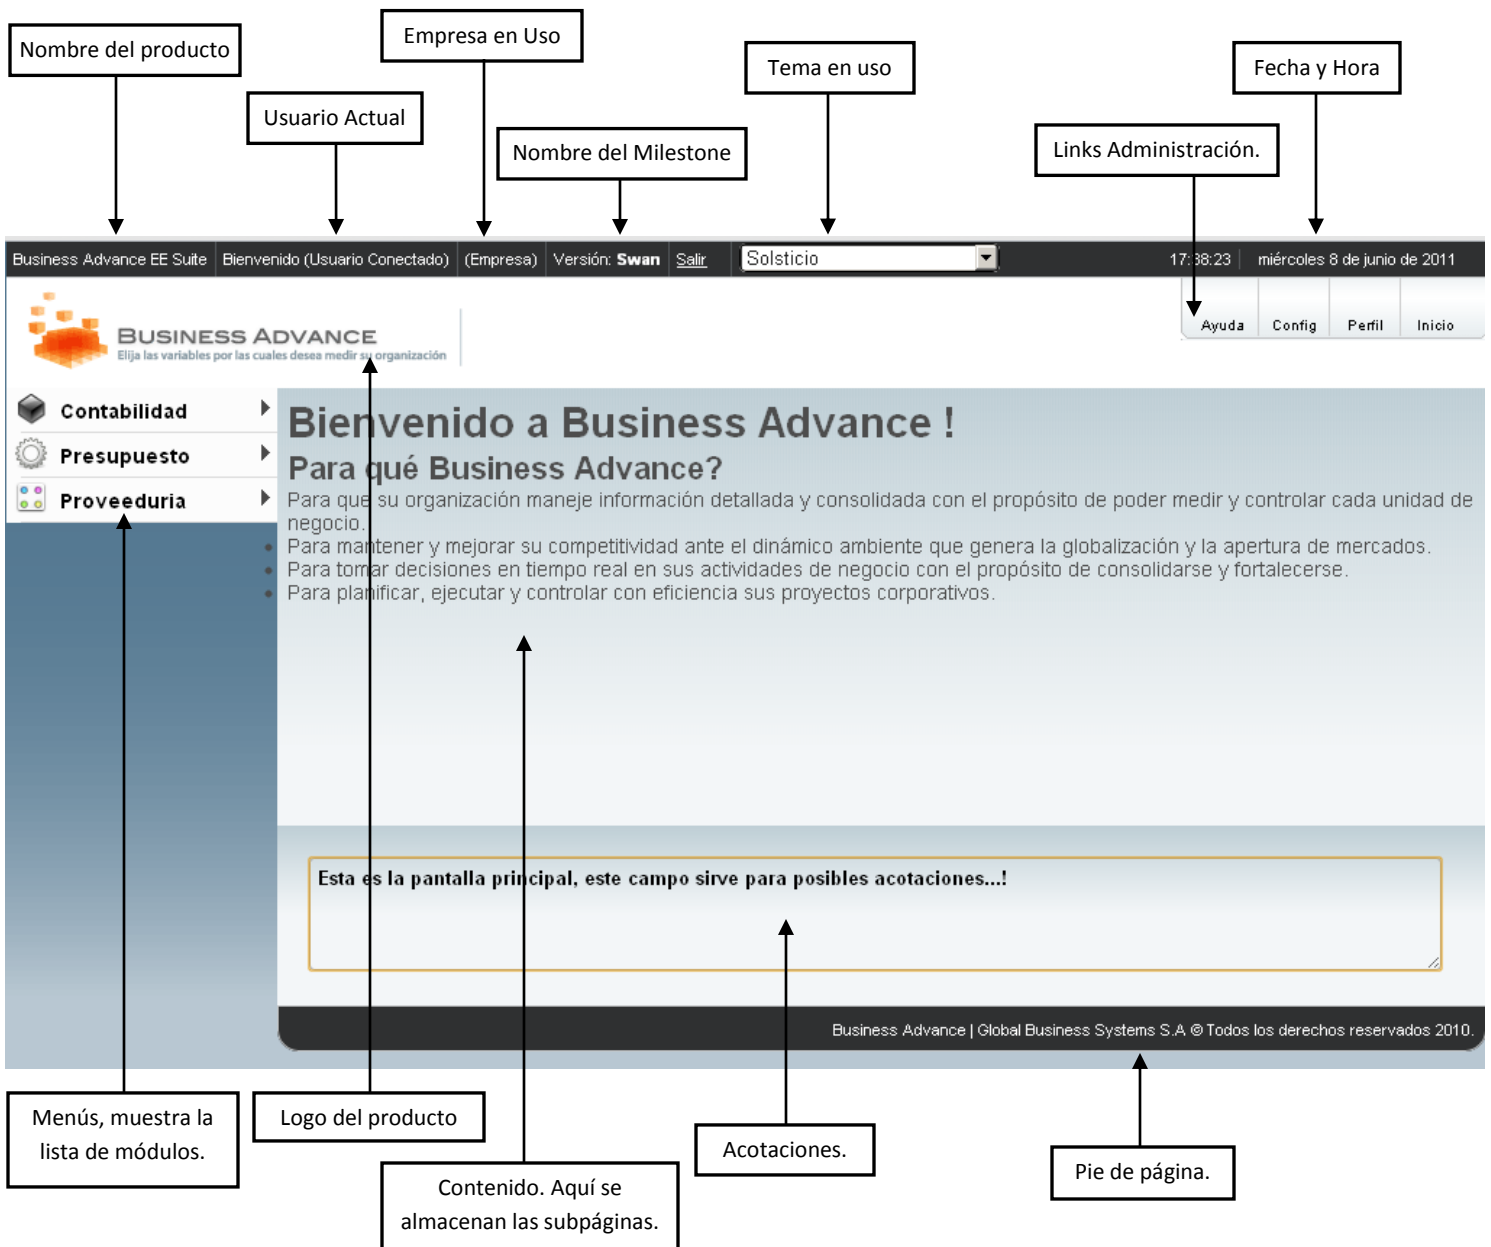 Nombre del producto
Empresa en Uso
Tema en uso
Fecha y Hora
Usuario Actual
Nombre del Milestone
Links Administración.
Business Advance EE Suite
Bienvenido (Usuario Conectado)
(Empresa)
Versión: Swan
Salir
Solsticio
17:38:23
miércoles 8 de junio de 2011
Ayuda
Config
Perfil
Inicio
BUSINESS ADVANCE
Elija las variables por las cuales desea medir su organización
Contabilidad
Presupuesto
Proveeduria
Bienvenido a Business Advance !
Para qué Business Advance?
Para que su organización maneje información detallada y consolidada con el propósito de poder medir y controlar cada unidad de
negocio.
Para mantener y mejorar su competitividad ante el dinámico ambiente que genera la globalización y la apertura de mercados.
Para tomar decisiones en tiempo real en sus actividades de negocio con el propósito de consolidarse y fortalecerse.
Para planificar, ejecutar y controlar con eficiencia sus proyectos corporativos.
Esta es la pantalla principal, este campo sirve para posibles acotaciones...!
Business Advance | Global Business Systems S.A © Todos los derechos reservados 2010.
Menús, muestra la
lista de módulos.
Logo del producto
Contenido. Aquí se
almacenan las subpáginas.
Acotaciones.
Pie de página.